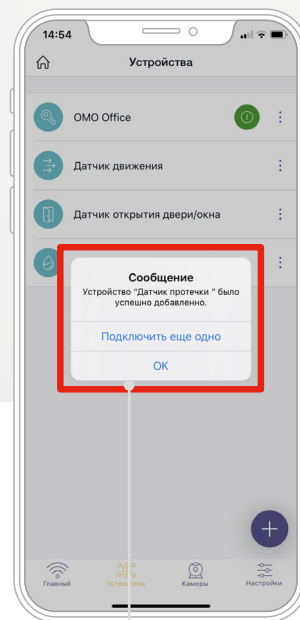 14:54
Устройства
OMO Office
Датчик движения
Датчик открытия двери/окна
Сообщение
Устройство "Датчик протечки " было
успешно добавленно.
Подключить еще одно
OK
Главный
Устройства
Камеры
Настройки